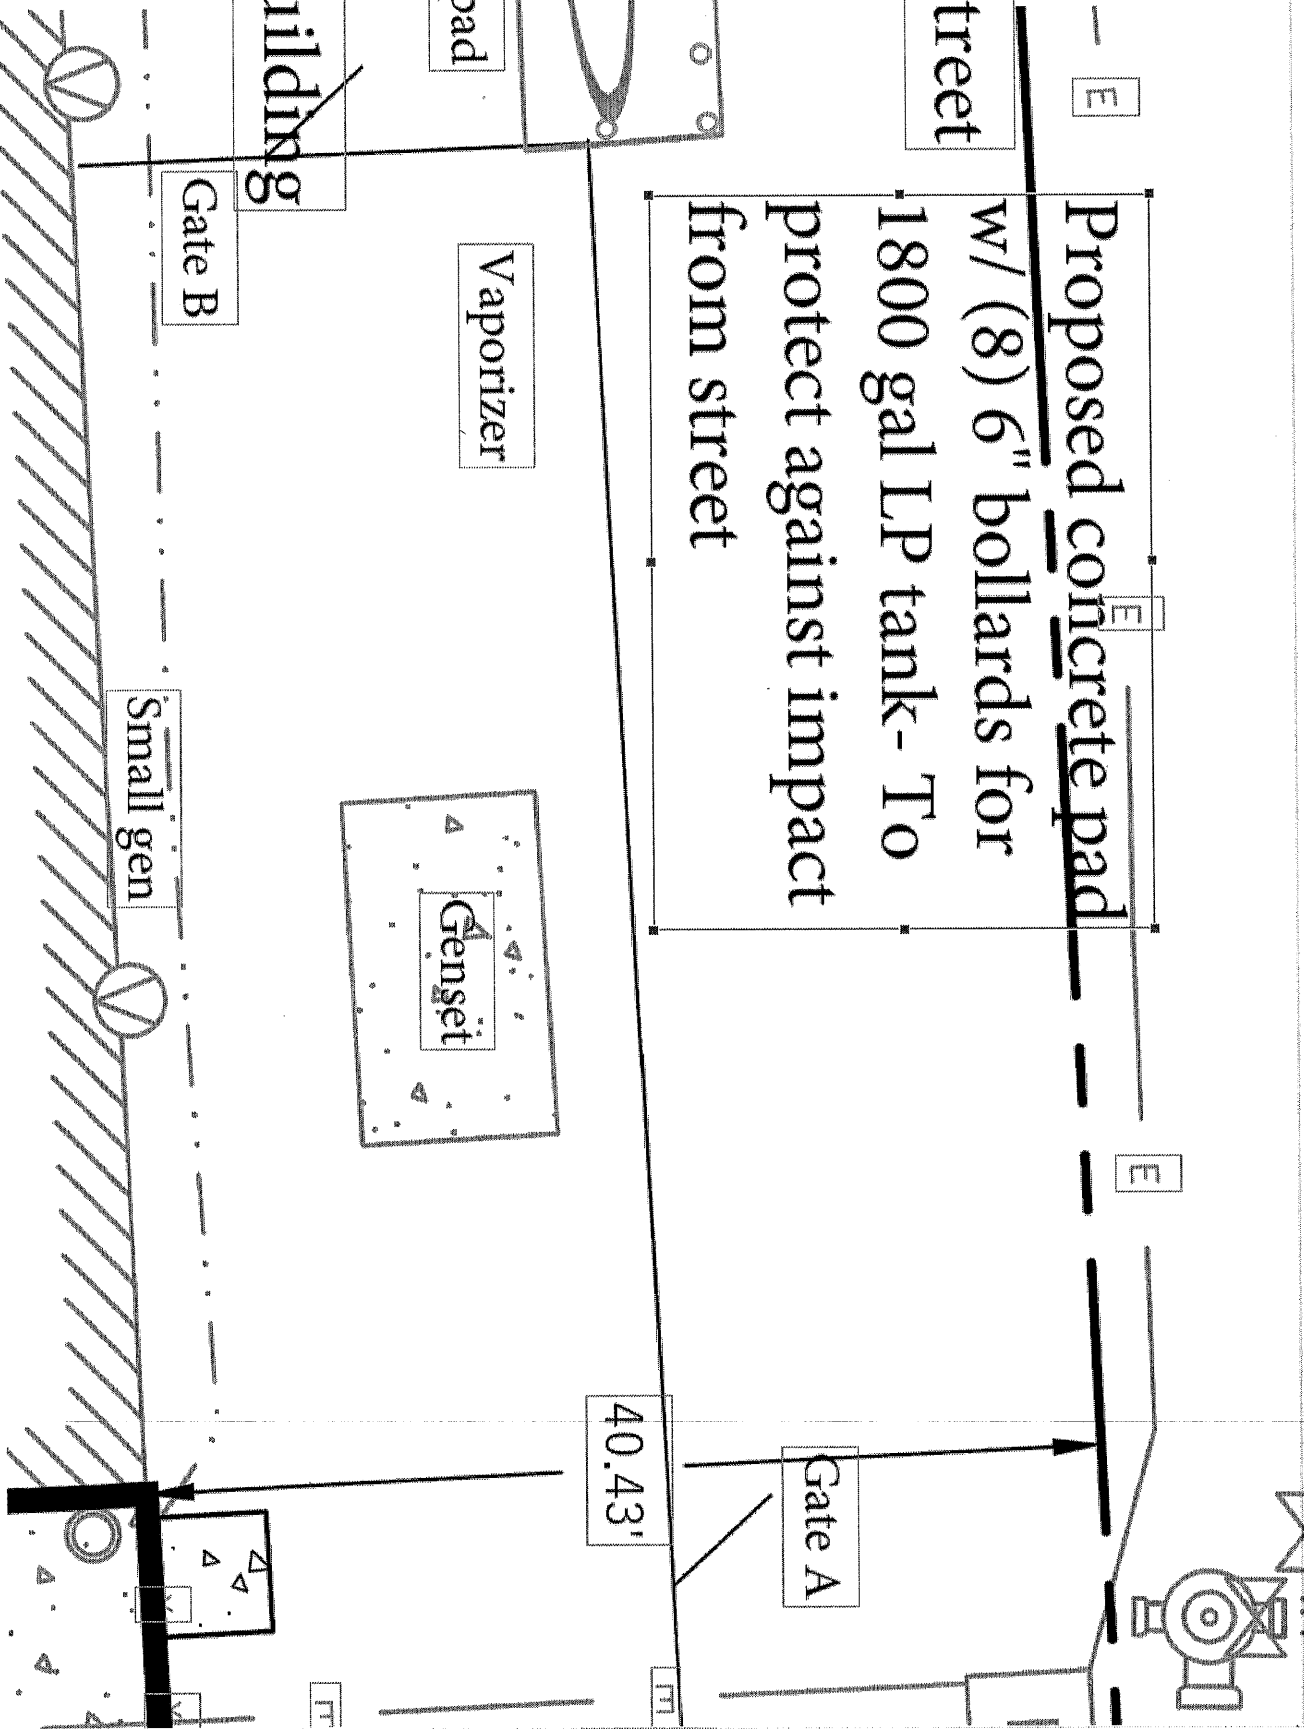 Proposed concrete pad
w/ (8) 6" bollards for
1800 gal LP tank- To
protect against impact
from street
treet
pad
uilding
Gate B
Vaporizer
Small gen
Genset
40.43'
Gate A
E
E
E
E
E
V
V